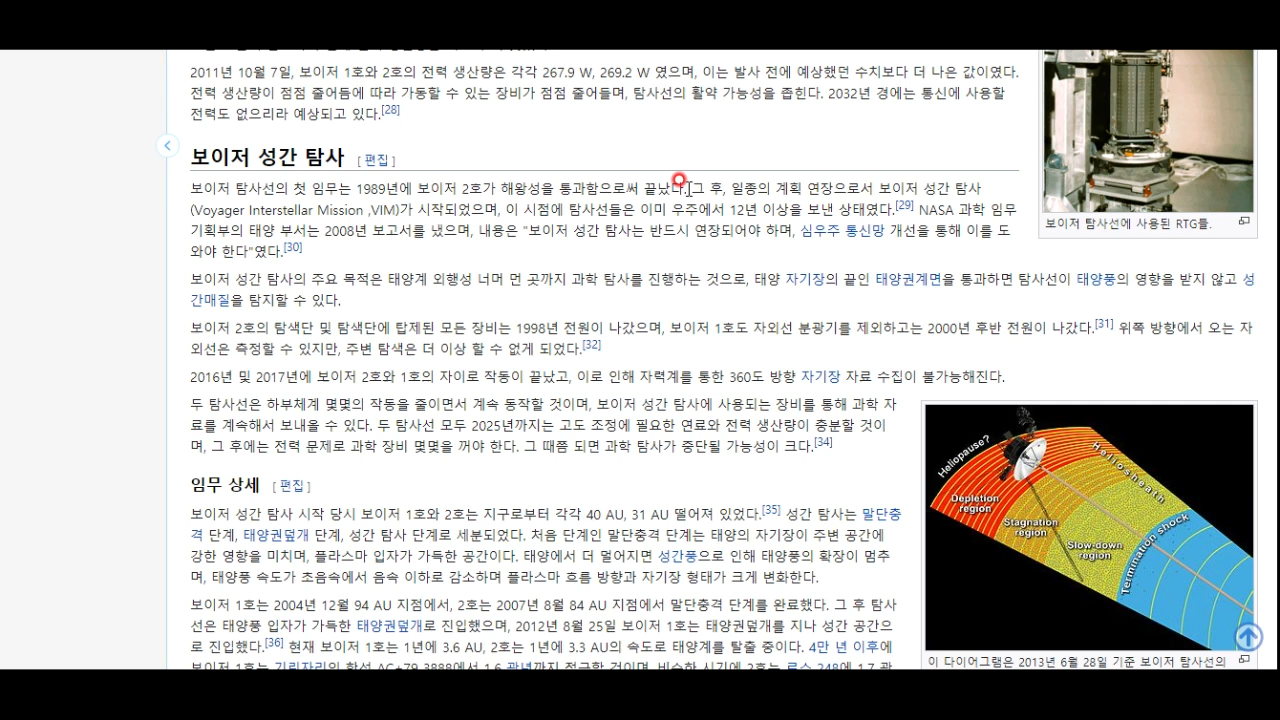 2011년 10월 7일, 보이저 1호와 2호의 전력 생산량은 각각 267.9 W, 269.2 W 였으며, 이는 발사 전에 예상했던 수치보다 더 나은 값이였다.
전력 생산량이 점점 줄어듬에 따라 가동할 수 있는 장비가 점점 줄어들며, 탐사선의 활약 가능성을 좁힌다. 2032년 경에는 통신에 사용할
전력도 없으리라 예상되고 있다.[28]
보이저 탐사선에 사용된 RTG들.
보이저 성간 탐사 [편집]
보이저 탐사선의 첫 임무는 1989년에 보이저 2호가 해왕성을 통과함으로써 끝났다. 그 후, 일종의 계획 연장으로서 보이저 성간 탐사
(Voyager Interstellar Mission ,VIM)가 시작되었으며, 이 시점에 탐사선들은 이미 우주에서 12년 이상을 보낸 상태였다.[29] NASA 과학 임무
기획부의 태양 부서는 2008년 보고서를 냈으며, 내용은 "보이저 성간 탐사는 반드시 연장되어야 하며, 심우주 통신망 개선을 통해 이를 도
와야 한다"였다.[30]
보이저 성간 탐사의 주요 목적은 태양계 외행성 너머 먼 곳까지 과학 탐사를 진행하는 것으로, 태양 자기장의 끝인 태양권계면을 통과하면 탐사선이 태양풍의 영향을 받지 않고 성
간매질을 탐지할 수 있다.
보이저 2호의 탐색단 및 탐색단에 탑제된 모든 장비는 1998년 전원이 나갔으며, 보이저 1호도 자외선 분광기를 제외하고는 2000년 후반 전원이 나갔다.[31] 위쪽 방향에서 오는 자
외선은 측정할 수 있지만, 주변 탐색은 더 이상 할 수 없게 되었다.[32]
2016년 및 2017년에 보이저 2호와 1호의 자이로 작동이 끝났고, 이로 인해 자력계를 통한 360도 방향 자기장 자료 수집이 불가능해진다.
두 탐사선은 하부체계 몇몇의 작동을 줄이면서 계속 동작할 것이며, 보이저 성간 탐사에 사용되는 장비를 통해 과학 자
료를 계속해서 보내올 수 있다. 두 탐사선 모두 2025년까지는 고도 조정에 필요한 연료와 전력 생산량이 충분할 것이
며, 그 후에는 전력 문제로 과학 장비 몇몇을 꺼야 한다. 그 때쯤 되면 과학 탐사가 중단될 가능성이 크다.[34]
임무 상세 [편집]
보이저 성간 탐사 시작 당시 보이저 1호와 2호는 지구로부터 각각 40 AU, 31 AU 떨어져 있었다.[35] 성간 탐사는 말단충
격 단계, 태양권덮개 단계, 성간 탐사 단계로 세분되었다. 처음 단계인 말단충격 단계는 태양의 자기장이 주변 공간에
강한 영향을 미치며, 플라스마 입자가 가득한 공간이다. 태양에서 더 멀어지면 성간풍으로 인해 태양풍의 확장이 멈추
며, 태양풍 속도가 초음속에서 음속 이하로 감소하며 플라스마 흐름 방향과 자기장 형태가 크게 변화한다.
보이저 1호는 2004년 12월 94 AU 지점에서, 2호는 2007년 8월 84 AU 지점에서 말단충격 단계를 완료했다. 그 후 탐사
선은 태양풍 입자가 가득한 태양권덮개로 진입했으며, 2012년 8월 25일 보이저 1호는 태양권덮개를 지나 성간 공간으
로 진입했다.[36] 현재 보이저 1호는 1년에 3.6 AU, 2호는 1년에 3.3 AU의 속도로 태양계를 탈출 중이다. 4만 년 이후에
보이저 1호는 기린자리의 항성 AC+79 3888에서 1.6 광년까지 접근할 것이며, 비슷한 시기에 2호는 로스 248에 1.7 광
Heliopause?
Heliosheath
Depletion
region
Stagnation
region
Slow-down
region
Termination shock
이 다이어그램은 2013년 6월 28일 기준 보이저 탐사선의